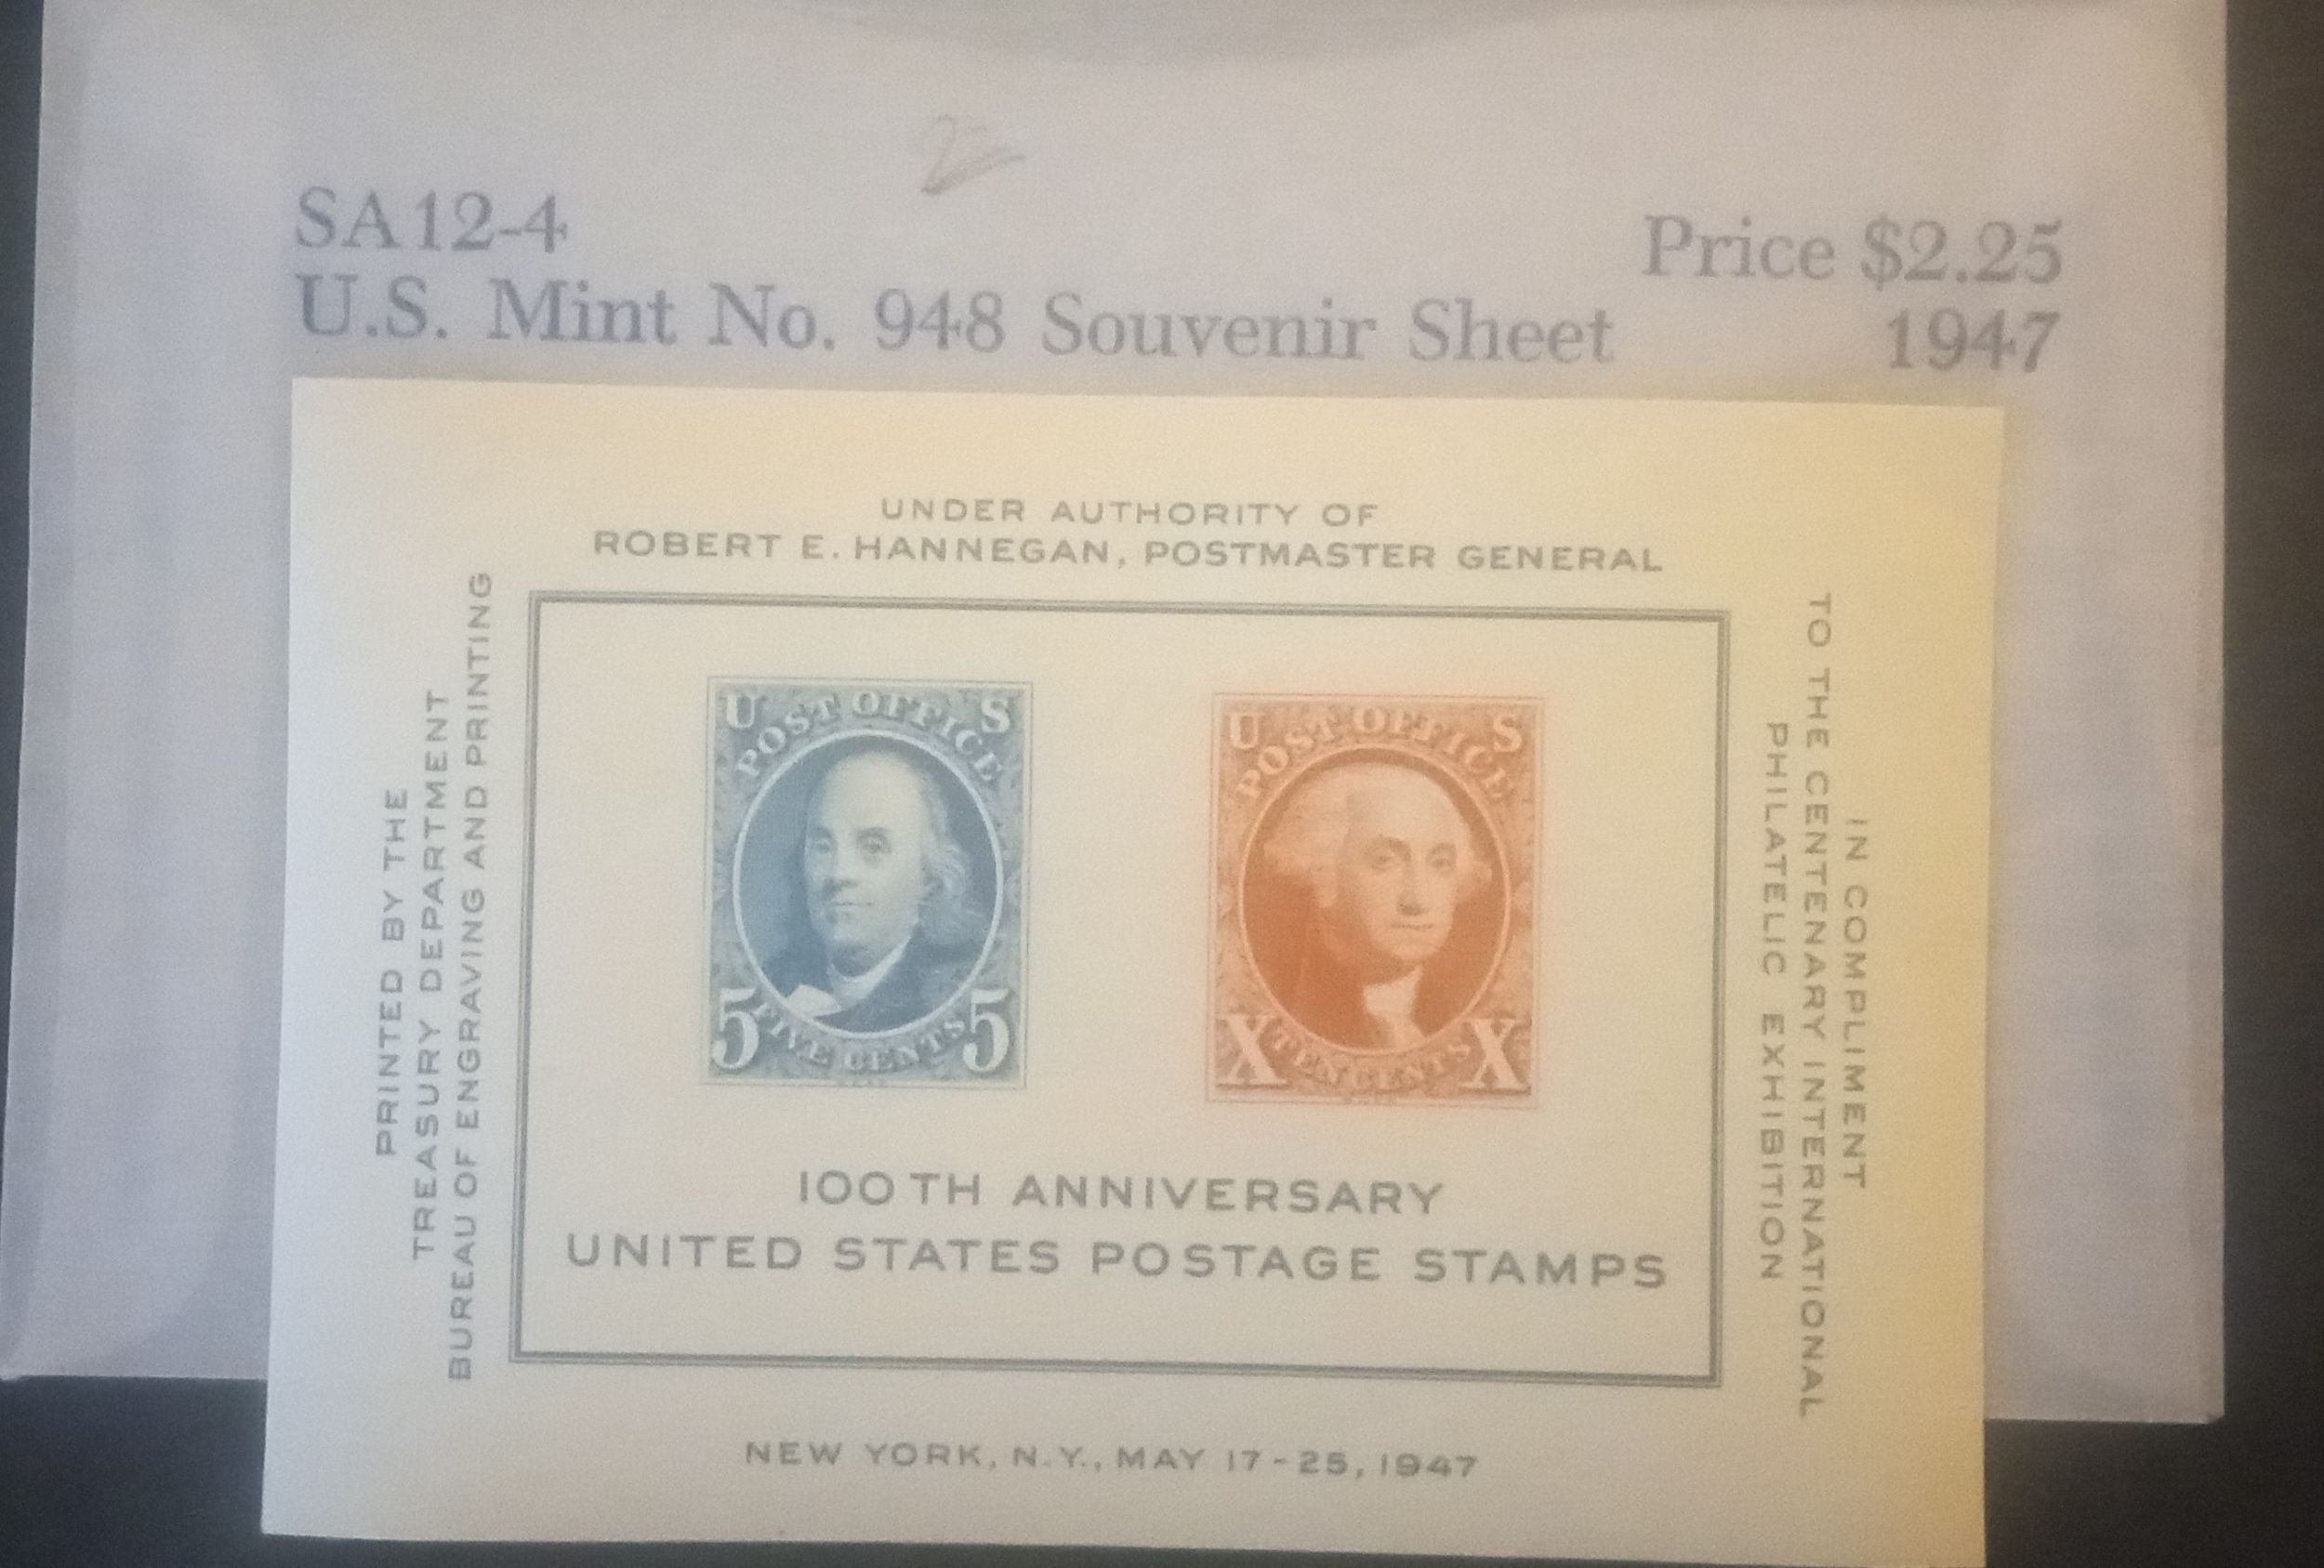 2
SA12-4
Price $2.25
U.S. Mint No. 948 Souvenir Sheet
1947
UNDER AUTHORITY OF
ROBERT E. HANNEGAN, POSTMASTER GENERAL
PRINTED BY THE
TREASURY DEPARTMENT
BUREAU OF ENGRAVING AND PRINTING
U S
POST OFFICE
5 FIVE CENTS 5
U S
POST OFFICE
X TEN CENTS X
100TH ANNIVERSARY
UNITED STATES POSTAGE STAMPS
IN COMPLIMENT
TO THE CENTENARY INTERNATIONAL
PHILATELIC EXHIBITION
NEW YORK, N.Y., MAY 17-25, 1947